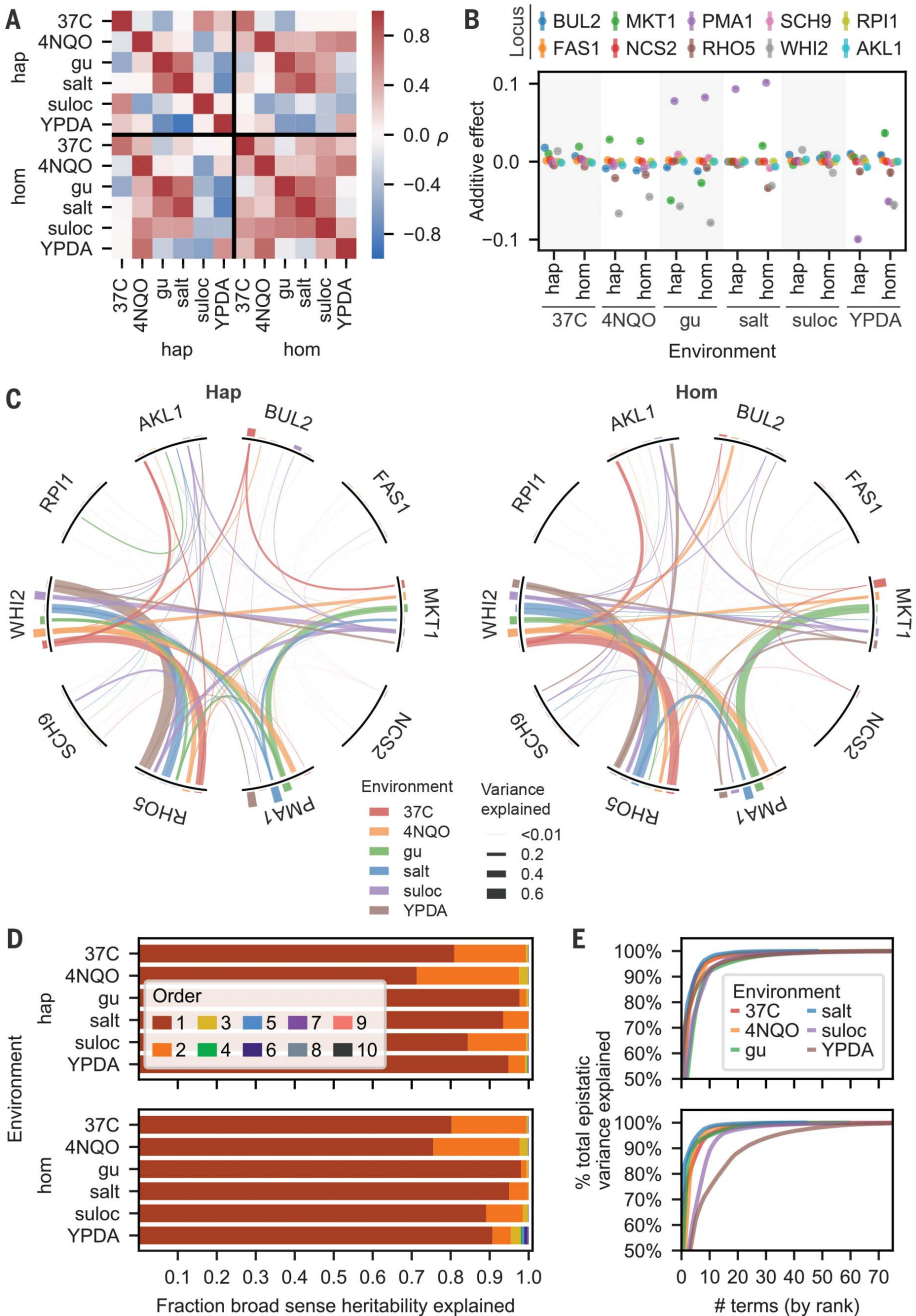 A
hap
37C
4NQO
gu
salt
suloc
YPDA
hom
37C
4NQO
gu
salt
suloc
YPDA
37C
4NQO
gu
salt
suloc
YPDA
37C
4NQO
gu
salt
suloc
YPDA
hap hom
0.8
0.4
0.0 ρ
−0.4
−0.8
B
Locus
BUL2 MKT1 PMA1 SCH9 RPI1
FAS1 NCS2 RHO5 WHI2 AKL1
Additive effect
0.1
0.0
−0.1
hap hom hap hom hap hom hap hom hap hom hap hom
37C 4NQO gu salt suloc YPDA
Environment
C
Hap
AKL1
BUL2
FAS1
MKT1
NCS2
PMA1
RHO5
SCH9
WHI2
RPI1
Hom
AKL1
BUL2
FAS1
MKT1
NCS2
PMA1
RHO5
SCH9
WHI2
RPI1
Environment
37C
4NQO
gu
salt
suloc
YPDA
Variance
explained
<0.01
0.2
0.4
0.6
D
Environment
hap
37C
4NQO
gu
salt
suloc
YPDA
Order
1 3 5 7 9
2 4 6 8 10
hom
37C
4NQO
gu
salt
suloc
YPDA
0.1 0.2 0.3 0.4 0.5 0.6 0.7 0.8 0.9 1.0
Fraction broad sense heritability explained
E
% total epistatic
variance explained
100%
90%
80%
70%
60%
50%
Environment
37C salt
4NQO suloc
gu YPDA
100%
90%
80%
70%
60%
50%
0 10 20 30 40 50 60 70
# terms (by rank)